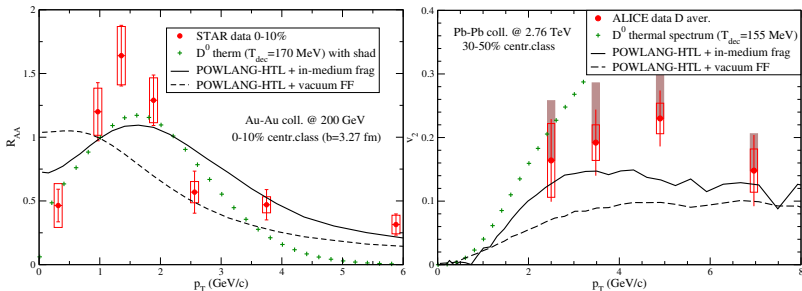 STAR data 0-10%
D⁰ therm (T_dec=170 MeV) with shad
POWLANG-HTL + in-medium frag
POWLANG-HTL + vacuum FF
Au-Au coll. @ 200 GeV
0-10% centr.class (b=3.27 fm)
R_AA
2
1.5
1
0.5
0
0 1 2 3 4 5 6
p_T (GeV/c)
Pb-Pb coll. @ 2.76 TeV
30-50% centr.class
ALICE data D aver.
D⁰ thermal spectrum (T_dec=155 MeV)
POWLANG-HTL + in-medium frag
POWLANG-HTL + vacuum FF
v_2
0.4
0.3
0.2
0.1
0
0 2 4 6 8
p_T (GeV/c)